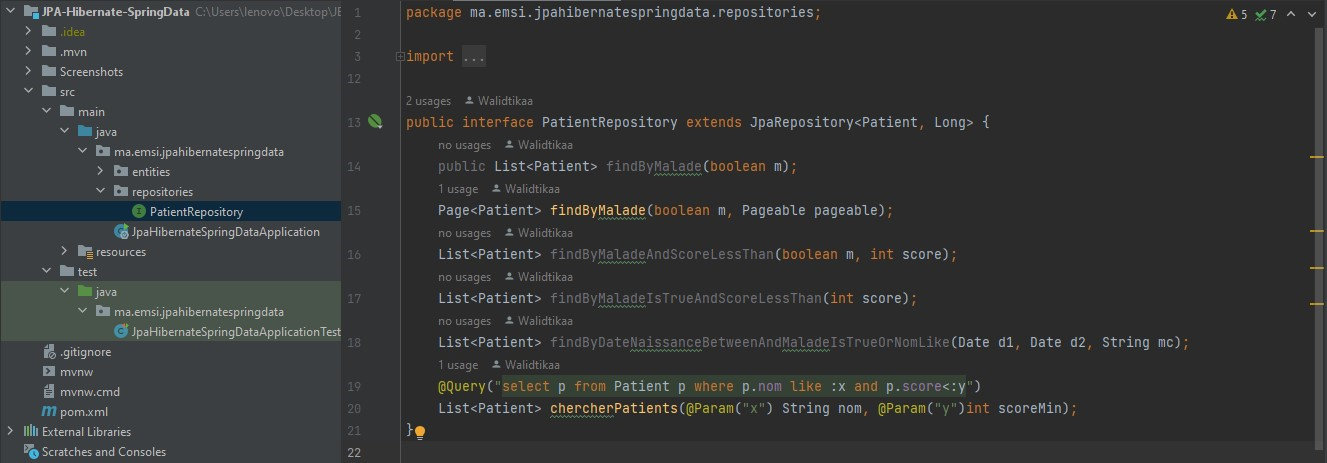 JPA-Hibernate-SpringData C:\Users\lenovo\Desktop\JE
.idea
.mvn
Screenshots
src
main
java
ma.emsi.jpahibernatespringdata
entities
repositories
PatientRepository
JpaHibernateSpringDataApplication
resources
test
java
ma.emsi.jpahibernatespringdata
JpaHibernateSpringDataApplicationTest
.gitignore
mvnw
mvnw.cmd
pom.xml
External Libraries
Scratches and Consoles
5 7
1 package ma.emsi.jpahibernatespringdata.repositories;
2
3 import ...
12
2 usages Walidtikaa
13 public interface PatientRepository extends JpaRepository<Patient, Long> {
no usages Walidtikaa
14 public List<Patient> findByMalade(boolean m);
1 usage Walidtikaa
15 Page<Patient> findByMalade(boolean m, Pageable pageable);
no usages Walidtikaa
16 List<Patient> findByMaladeAndScoreLessThan(boolean m, int score);
no usages Walidtikaa
17 List<Patient> findByMaladeIsTrueAndScoreLessThan(int score);
no usages Walidtikaa
18 List<Patient> findByDateNaissanceBetweenAndMaladeIsTrueOrNomLike(Date d1, Date d2, String mc);
1 usage Walidtikaa
19 @Query("select p from Patient p where p.nom like :x and p.score<:y")
20 List<Patient> chercherPatients(@Param("x") String nom, @Param("y")int scoreMin);
21 }
22